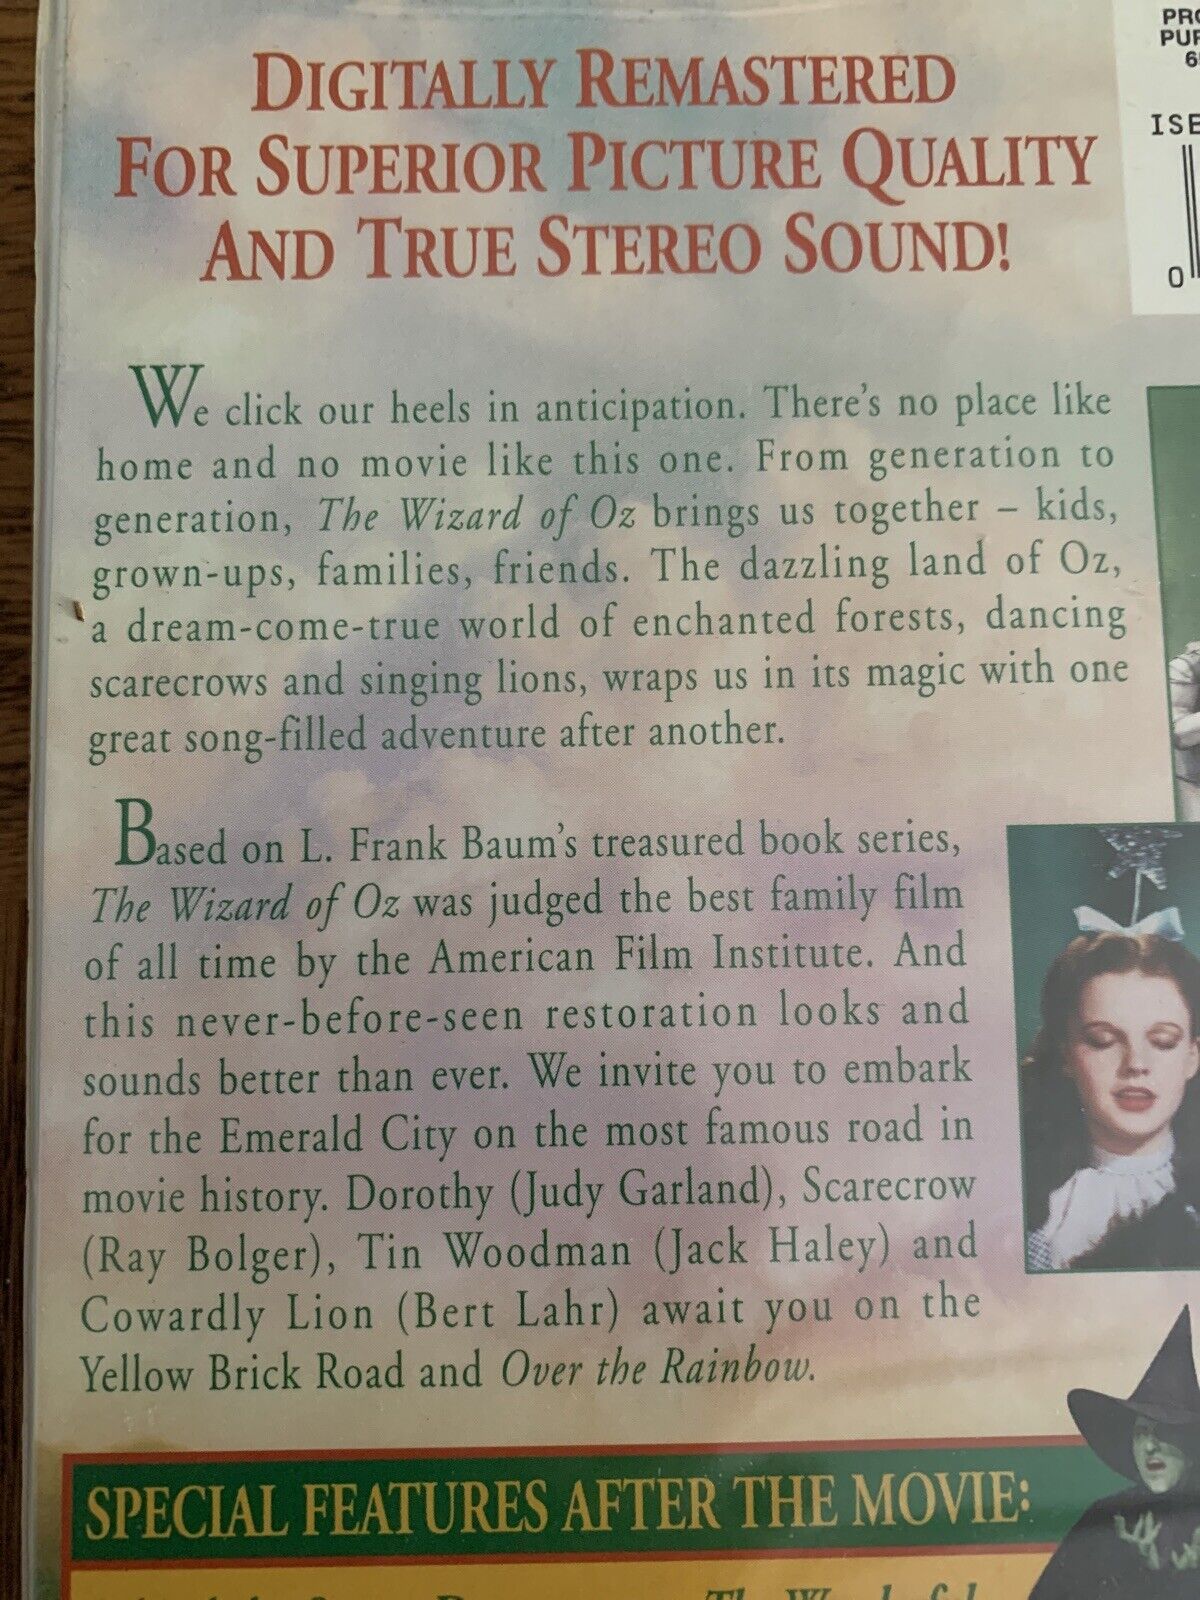 DIGITALLY REMASTERED
FOR SUPERIOR PICTURE QUALITY
AND TRUE STEREO SOUND!
We click our heels in anticipation. There's no place like
home and no movie like this one. From generation to
generation, The Wizard of Oz brings us together – kids,
grown-ups, families, friends. The dazzling land of Oz,
a dream-come-true world of enchanted forests, dancing
scarecrows and singing lions, wraps us in its magic with one
great song-filled adventure after another.
Based on L. Frank Baum's treasured book series,
The Wizard of Oz was judged the best family film
of all time by the American Film Institute. And
this never-before-seen restoration looks and
sounds better than ever. We invite you to embark
for the Emerald City on the most famous road in
movie history. Dorothy (Judy Garland), Scarecrow
(Ray Bolger), Tin Woodman (Jack Haley) and
Cowardly Lion (Bert Lahr) await you on the
Yellow Brick Road and Over the Rainbow.
SPECIAL FEATURES AFTER THE MOVIE:
The Wonderful
0